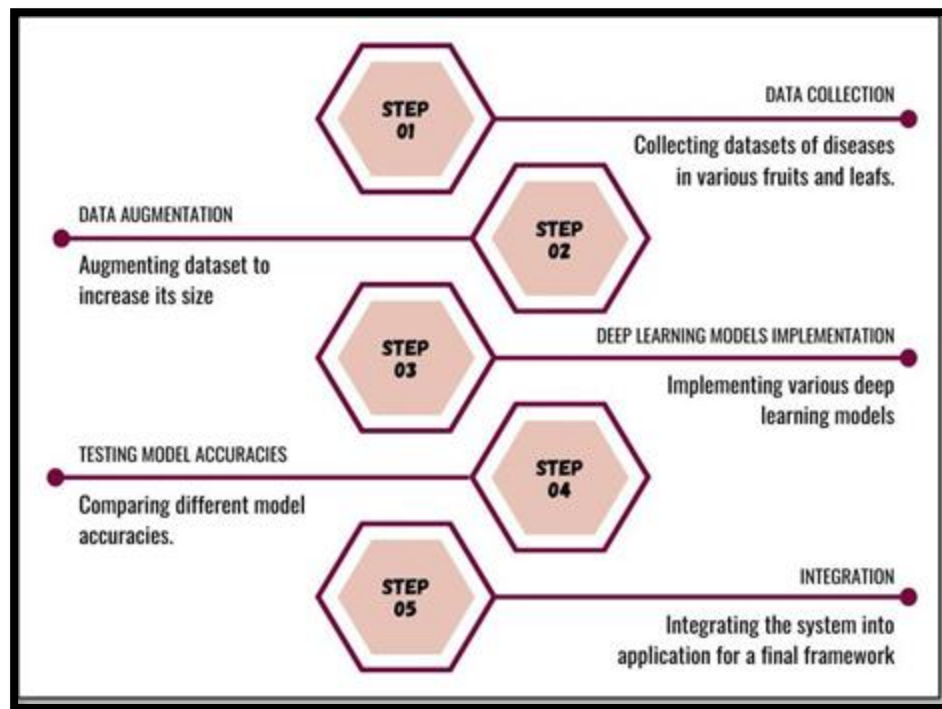 STEP
01
DATA COLLECTION
Collecting datasets of diseases
in various fruits and leafs.
STEP
02
DATA AUGMENTATION
Augmenting dataset to
increase its size
STEP
03
DEEP LEARNING MODELS IMPLEMENTATION
Implementing various deep
learning models
STEP
04
TESTING MODEL ACCURACIES
Comparing different model
accuracies.
STEP
05
INTEGRATION
Integrating the system into
application for a final framework